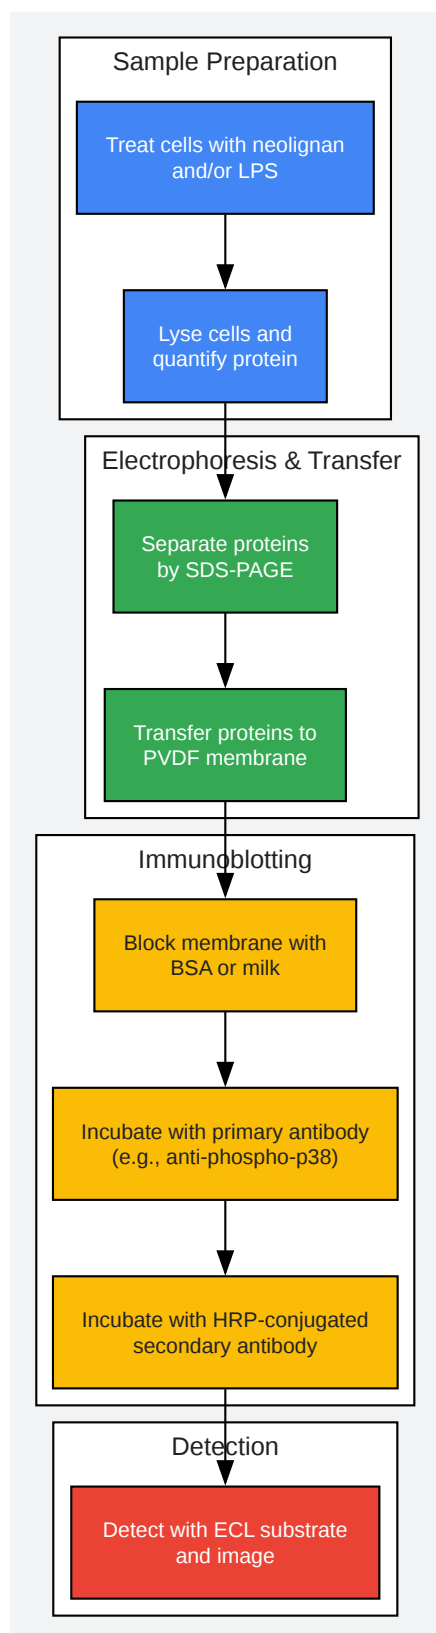 Sample Preparation
Treat cells with neolignan
and/or LPS
Lyse cells and
quantify protein
Electrophoresis & Transfer
Separate proteins
by SDS-PAGE
Transfer proteins to
PVDF membrane
Immunoblotting
Block membrane with
BSA or milk
Incubate with primary antibody
(e.g., anti-phospho-p38)
Incubate with HRP-conjugated
secondary antibody
Detection
Detect with ECL substrate
and image